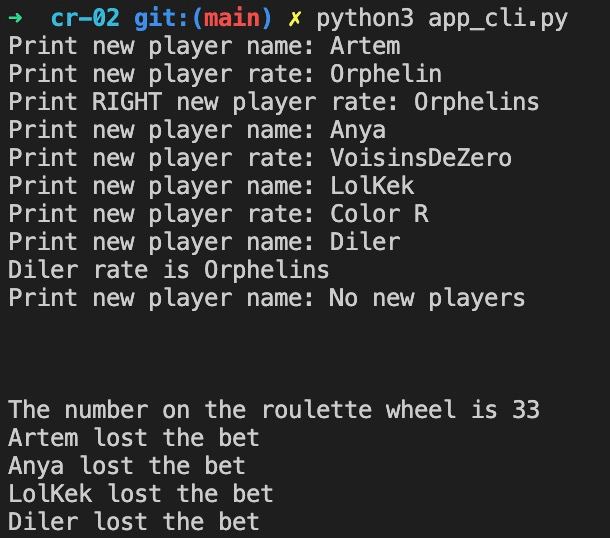 ➜  cr-02 git:(main) ✗ python3 app_cli.py
Print new player name: Artem
Print new player rate: Orphelin
Print RIGHT new player rate: Orphelins
Print new player name: Anya
Print new player rate: VoisinsDeZero
Print new player name: LolKek
Print new player rate: Color R
Print new player name: Diler
Diler rate is Orphelins
Print new player name: No new players
The number on the roulette wheel is 33
Artem lost the bet
Anya lost the bet
LolKek lost the bet
Diler lost the bet